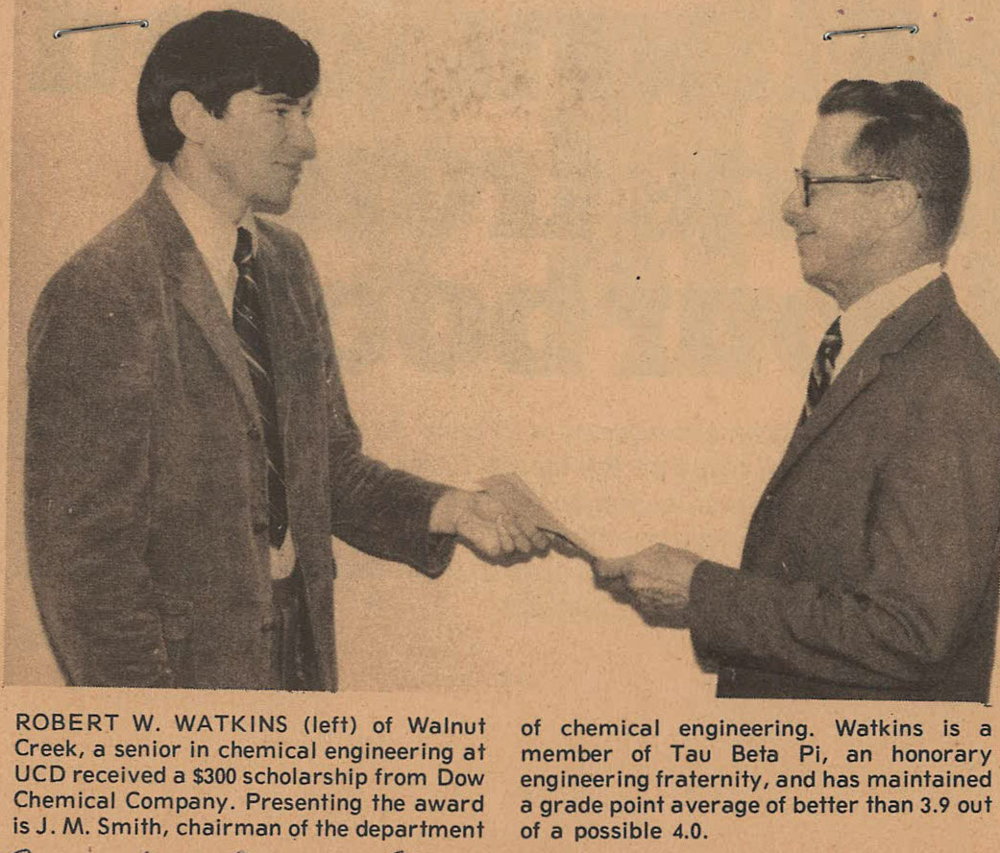 ROBERT W. WATKINS (left) of Walnut
Creek, a senior in chemical engineering at
UCD received a $300 scholarship from Dow
Chemical Company. Presenting the award
is J. M. Smith, chairman of the department
of chemical engineering. Watkins is a
member of Tau Beta Pi, an honorary
engineering fraternity, and has maintained
a grade point average of better than 3.9 out
of a possible 4.0.